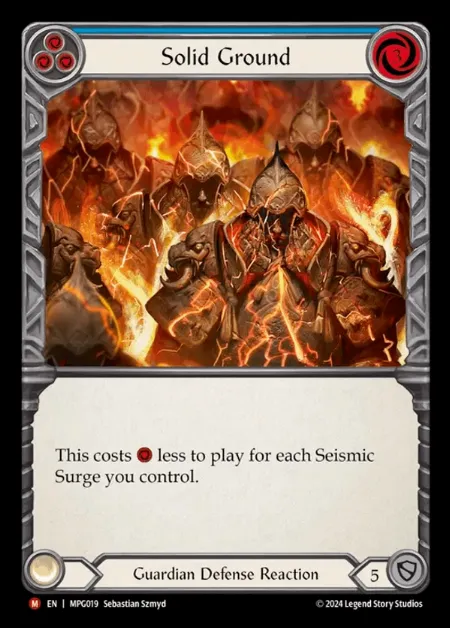 Solid Ground
3
This costs less to play for each Seismic
Surge you control.
Guardian Defense Reaction
5
M EN | MPG019 Sebastian Szmyd
© 2024 Legend Story Studios